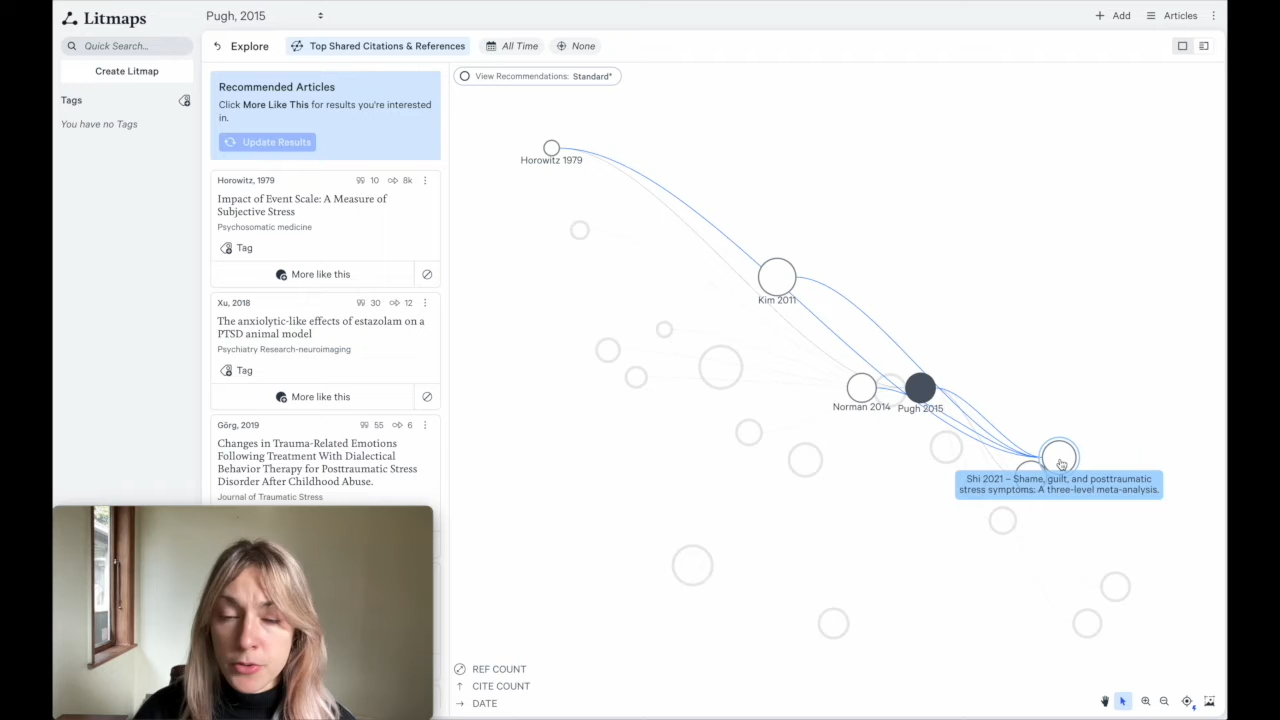 Litmaps
Pugh, 2015
Add
Articles
Quick Search...
Create Litmap
Tags
You have no Tags
Explore
Top Shared Citations & References
All Time
None
Recommended Articles
Click More Like This for results you're interested
in.
Update Results
Horowitz, 1979 10 8k
Impact of Event Scale: A Measure of
Subjective Stress
Psychosomatic medicine
Tag
More like this
Xu, 2018 30 12
The anxiolytic-like effects of estazolam on a
PTSD animal model
Psychiatry Research-neuroimaging
Tag
More like this
Görg, 2019 55 6
Changes in Trauma-Related Emotions
Following Treatment With Dialectical
Behavior Therapy for Posttraumatic Stress
Disorder After Childhood Abuse.
Journal of Traumatic Stress
View Recommendations: Standard*
Horowitz 1979
Kim 2011
Norman 2014
Pugh 2015
Shi 2021 – Shame, guilt, and posttraumatic
stress symptoms: A three-level meta-analysis.
REF COUNT
CITE COUNT
DATE